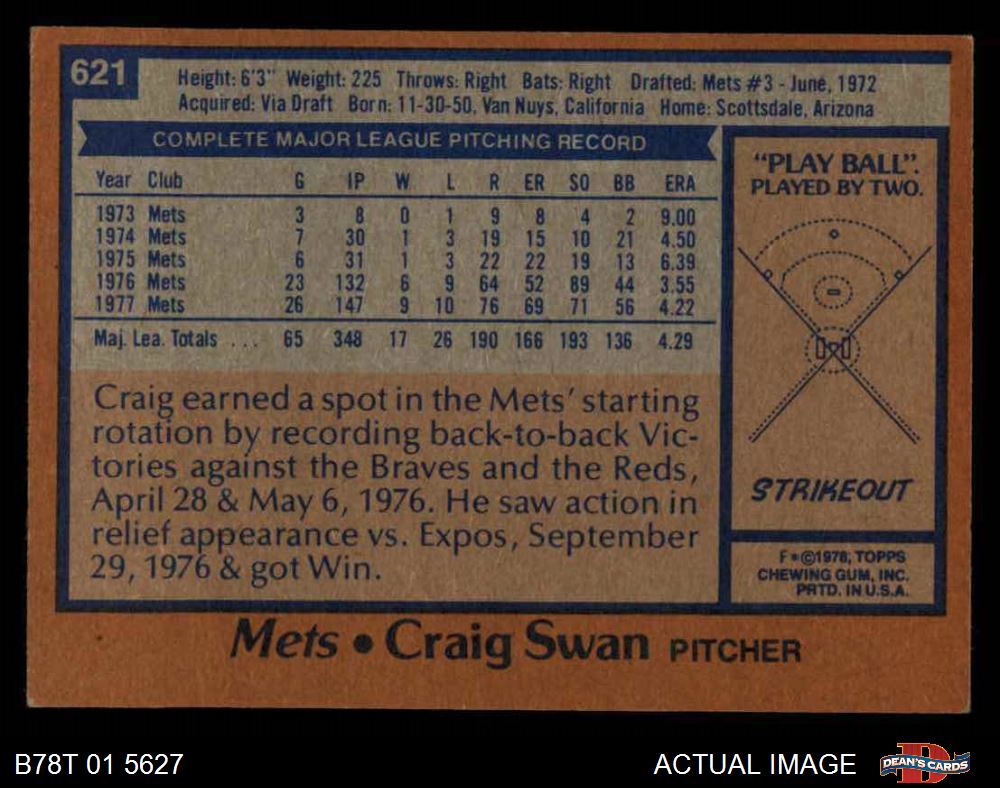 621
Height: 6'3" Weight: 225 Throws: Right Bats: Right Drafted: Mets #3 - June, 1972
Acquired: Via Draft Born: 11-30-50, Van Nuys, California Home: Scottsdale, Arizona
COMPLETE MAJOR LEAGUE PITCHING RECORD
Year Club G IP W L R ER SO BB ERA
1973 Mets 3 8 0 1 9 8 4 2 9.00
1974 Mets 7 30 1 3 19 15 10 21 4.50
1975 Mets 6 31 1 3 22 22 19 13 6.39
1976 Mets 23 132 6 9 64 52 89 44 3.55
1977 Mets 26 147 9 10 76 69 71 56 4.22
Maj. Lea. Totals . . . 65 348 17 26 190 166 193 136 4.29
Craig earned a spot in the Mets' starting
rotation by recording back-to-back Vic-
tories against the Braves and the Reds,
April 28 & May 6, 1976. He saw action in
relief appearance vs. Expos, September
29, 1976 & got Win.
"PLAY BALL".
PLAYED BY TWO.
STRIKEOUT
F*©1978, TOPPS
CHEWING GUM, INC.
PRTD. IN U.S.A.
Mets • Craig Swan PITCHER
B78T 01 5627
ACTUAL IMAGE
D
DEAN'S CARDS